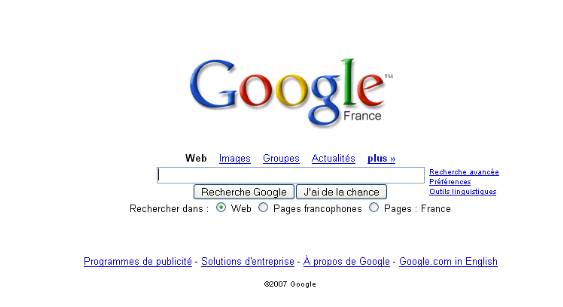 Google™
France
Web Images Groupes Actualités plus »
Recherche avancée
Préférences
Outils linguistiques
Recherche Google J'ai de la chance
Rechercher dans : Web Pages francophones Pages : France
Programmes de publicité - Solutions d'entreprise - À propos de Google - Google.com in English
©2007 Google